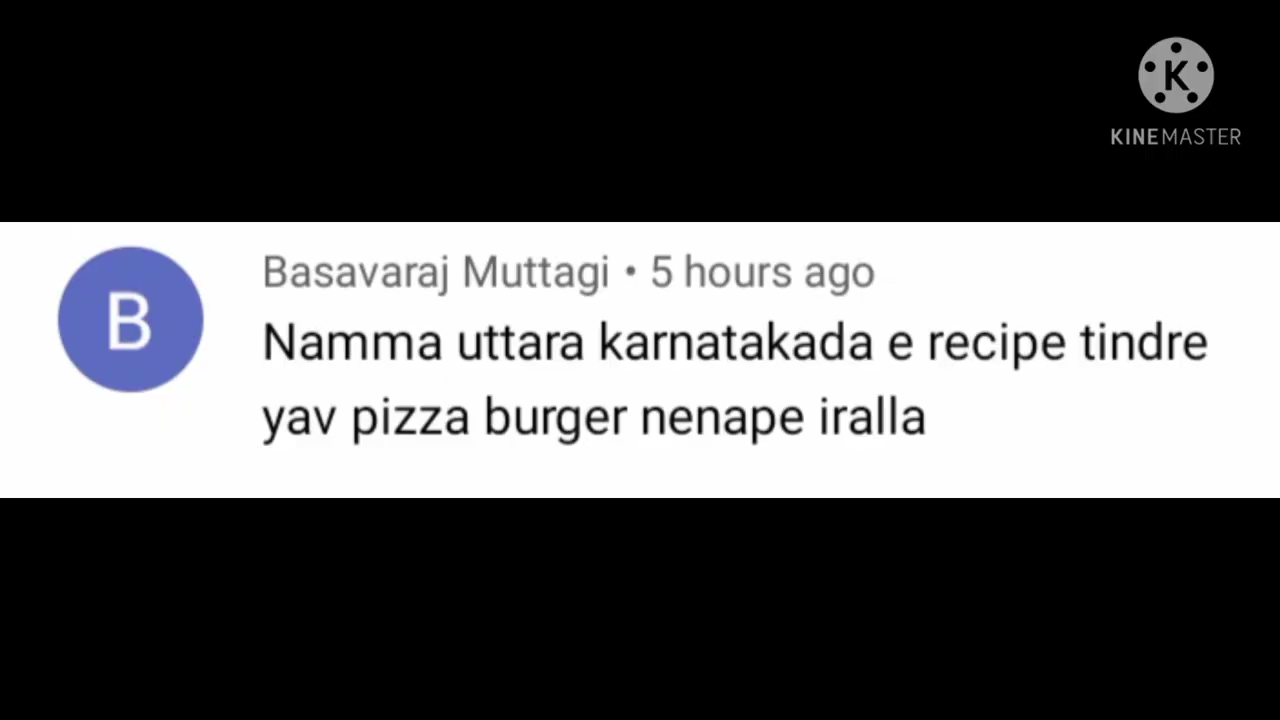 K
KINEMASTER
B
Basavaraj Muttagi • 5 hours ago
Namma uttara karnatakada e recipe tindre
yav pizza burger nenape iralla